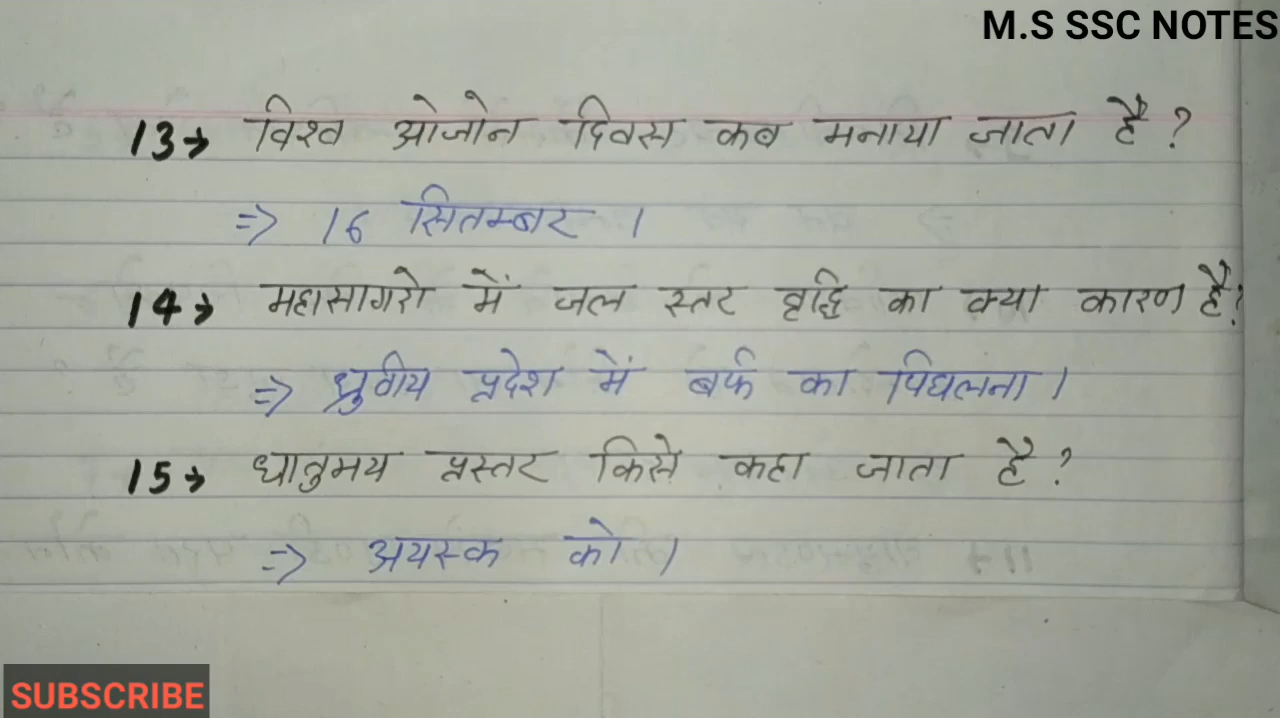 M.S SSC NOTES
13→ विश्व ओजोन दिवस कब मनाया जाता है ?
=> 16 सितम्बर ।
14→ महासागरो में जल स्तर वृद्धि का क्या कारण है?
=> ध्रुवीय प्रदेश में बर्फ का पिघलना ।
15→ धातुमय प्रस्तर किसे कहा जाता है ?
=> अयस्क को ।
SUBSCRIBE